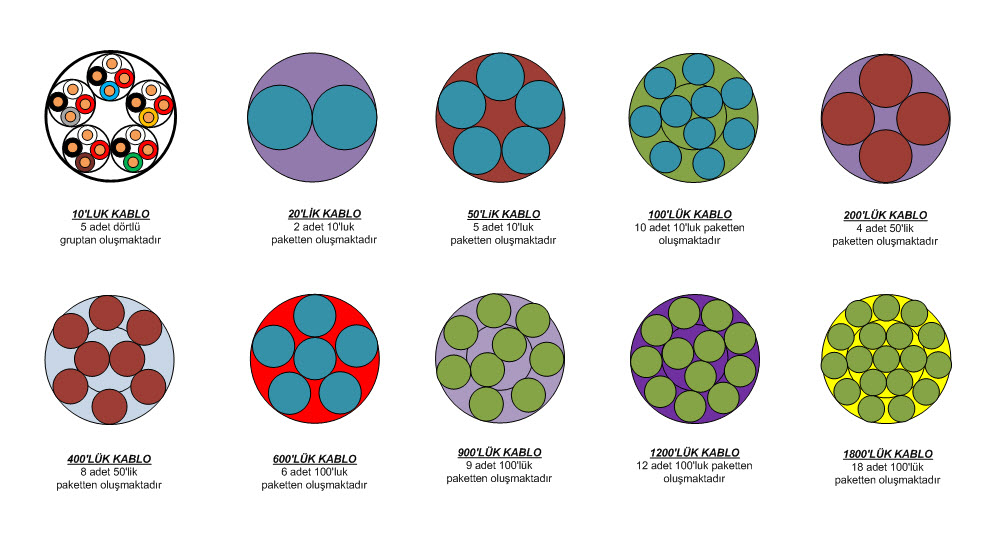 10'LUK KABLO
5 adet dörtlü
gruptan oluşmaktadır
20'LİK KABLO
2 adet 10'luk
paketten oluşmaktadır
50'LiK KABLO
5 adet 10'luk
paketten oluşmaktadır
100'LÜK KABLO
10 adet 10'luk paketten
oluşmaktadır
200'LÜK KABLO
4 adet 50'lik
paketten oluşmaktadır
400'LÜK KABLO
8 adet 50'lik
paketten oluşmaktadır
600'LÜK KABLO
6 adet 100'luk
paketten oluşmaktadır
900'LÜK KABLO
9 adet 100'lük
paketten oluşmaktadır
1200'LÜK KABLO
12 adet 100'luk paketten
oluşmaktadır
1800'LÜK KABLO
18 adet 100'lük
paketten oluşmaktadır